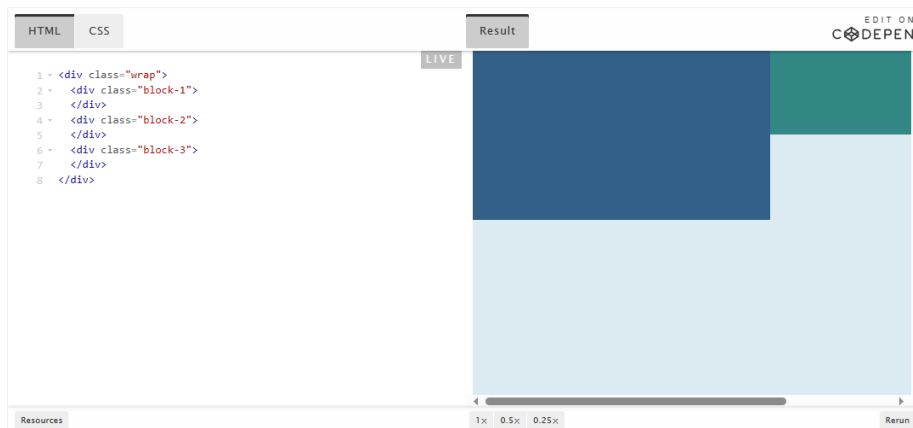 HTML CSS
Result
EDIT ON
CODEPEN
LIVE
1 <div class="wrap">
2 <div class="block-1">
3 </div>
4 <div class="block-2">
5 </div>
6 <div class="block-3">
7 </div>
8 </div>
Resources
1× 0.5× 0.25×
Rerun